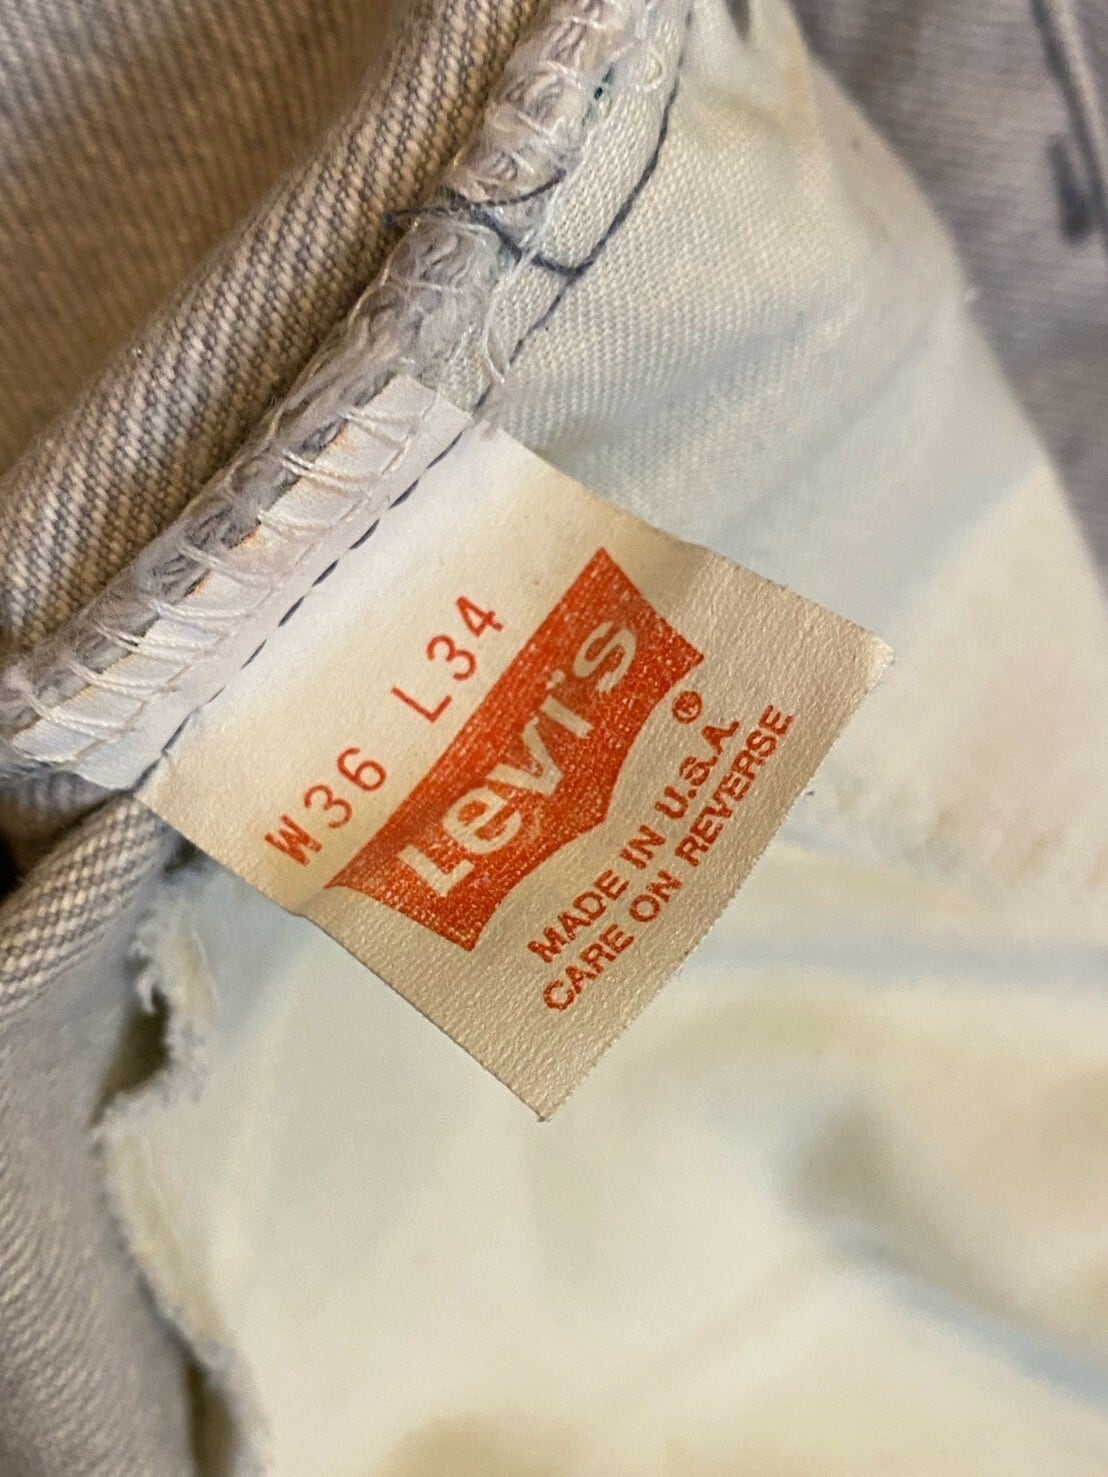 W36 L34
Levi's ®
MADE IN U.S.A.
CARE ON REVERSE